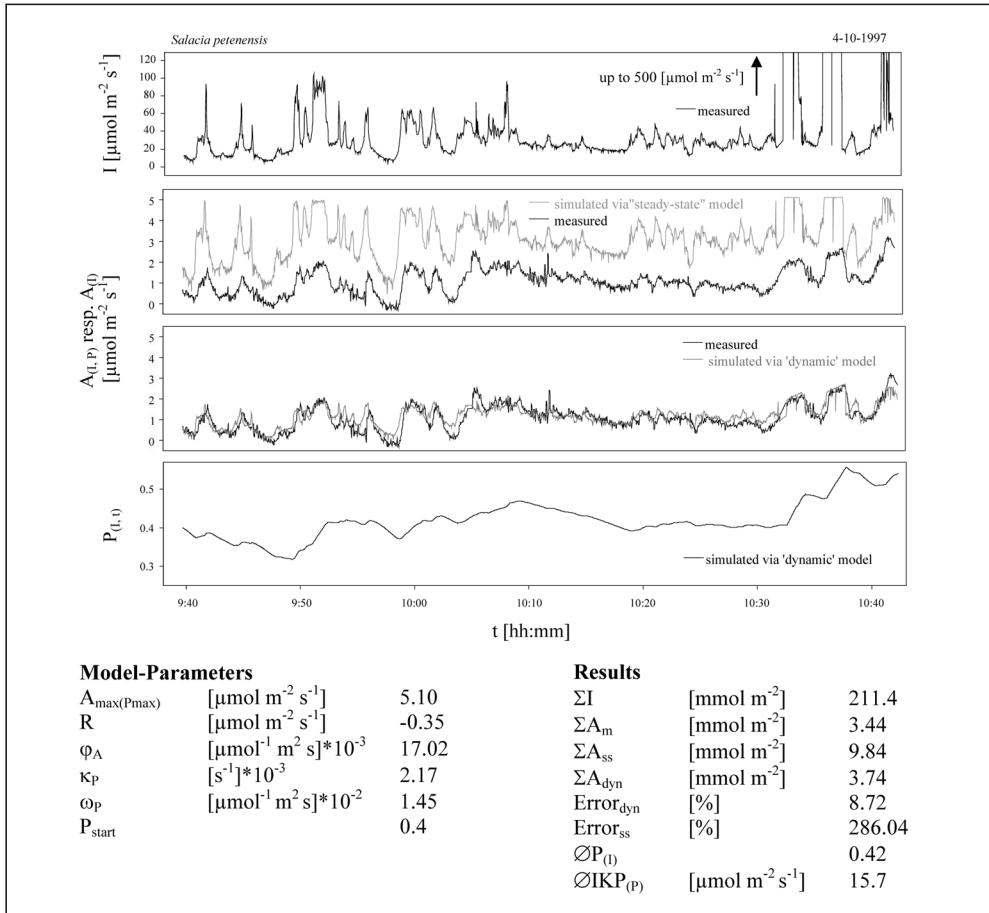 Salacia petenensis
4-10-1997
I [µmol m-2 s-1]
120
100
80
60
40
20
0
up to 500 [µmol m-2 s-1]
measured
A(I, P) resp. A(I)
[µmol m-2 s-1]
5
4
3
2
1
0
simulated via"steady-state" model
measured
5
4
3
2
1
0
measured
simulated via 'dynamic' model
P(I, t)
0.5
0.4
0.3
simulated via 'dynamic' model
9:40 9:50 10:00 10:10 10:20 10:30 10:40
t [hh:mm]
Model-Parameters
Amax(Pmax) [µmol m-2 s-1] 5.10
R [µmol m-2 s-1] -0.35
φA [µmol-1 m2 s]*10-3 17.02
κP [s-1]*10-3 2.17
ωP [µmol-1 m2 s]*10-2 1.45
Pstart 0.4
Results
ΣI [mmol m-2] 211.4
ΣAm [mmol m-2] 3.44
ΣAss [mmol m-2] 9.84
ΣAdyn [mmol m-2] 3.74
Errordyn [%] 8.72
Errorss [%] 286.04
∅P(I) 0.42
∅IKP(P) [µmol m-2 s-1] 15.7